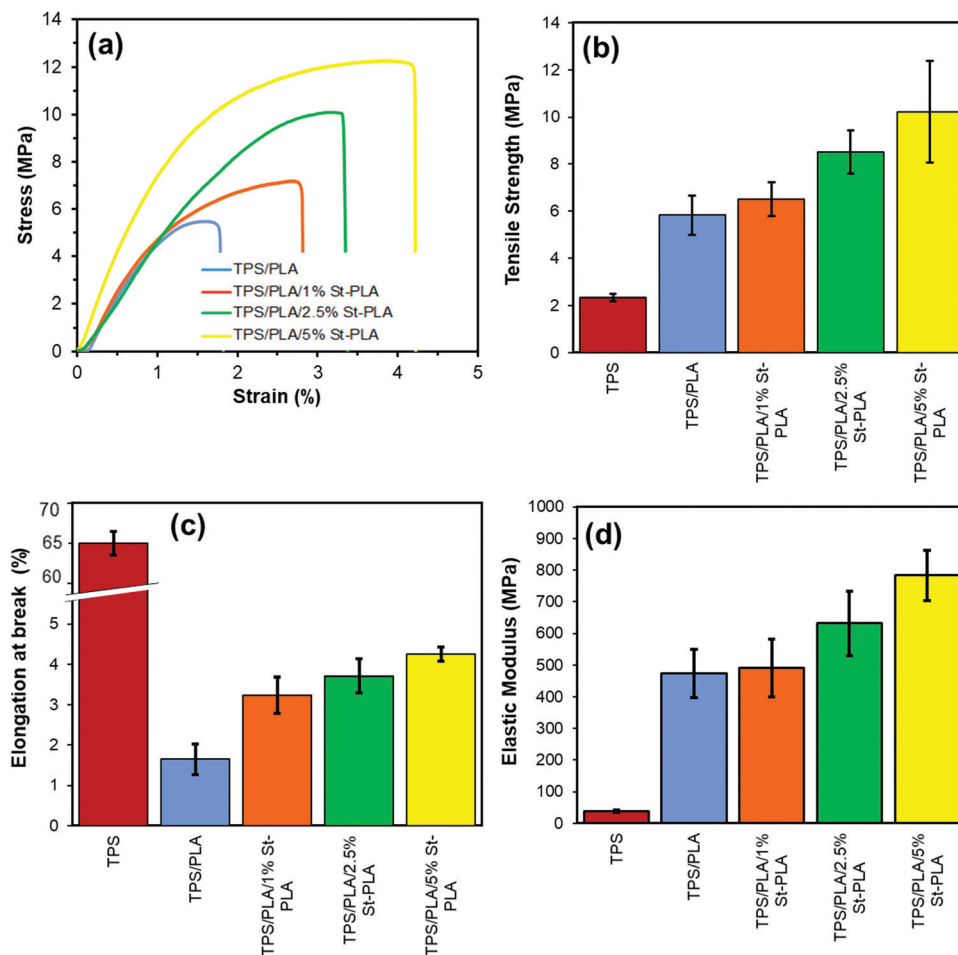 (a)
Stress (MPa)
14
12
10
8
6
4
2
0
0
1
2
3
4
5
Strain (%)
TPS/PLA
TPS/PLA/1% St-PLA
TPS/PLA/2.5% St-PLA
TPS/PLA/5% St-PLA
(b)
Tensile Strength (MPa)
14
12
10
8
6
4
2
0
TPS
TPS/PLA
TPS/PLA/1% St-
PLA
TPS/PLA/2.5%
St-PLA
TPS/PLA/5% St-
PLA
(c)
Elongation at break (%)
70
65
60
5
4
3
2
1
0
TPS
TPS/PLA
TPS/PLA/1% St-
PLA
TPS/PLA/2.5%
St-PLA
TPS/PLA/5% St-
PLA
(d)
Elastic Modulus (MPa)
1000
900
800
700
600
500
400
300
200
100
0
TPS
TPS/PLA
TPS/PLA/1%
St-PLA
TPS/PLA/2.5%
St-PLA
TPS/PLA/5%
St-PLA